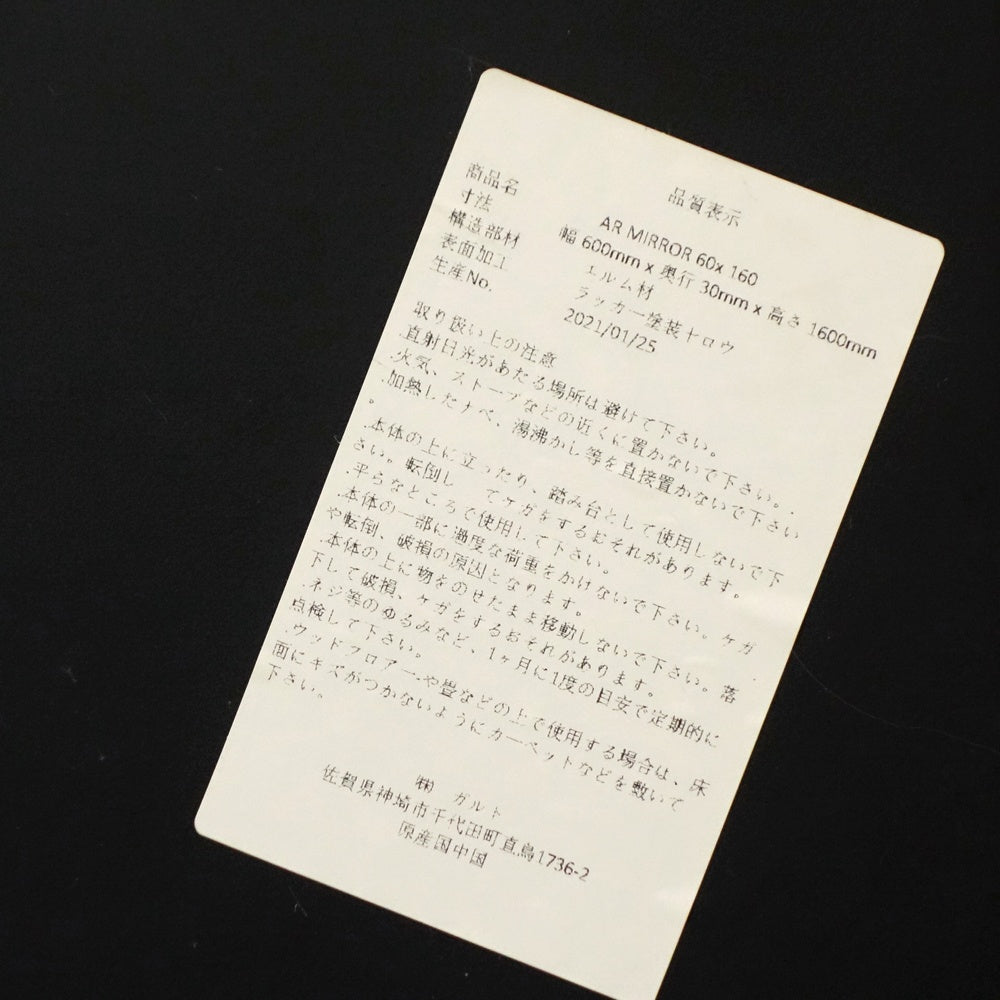 品質表示
商品名 AR MIRROR 60x 160
寸法 幅 600mm x 奥行 30mm x 高さ 1600mm
構造部材 エルム材
表面加工 ラッカー塗装+ロウ
生産No. 2021/01/25
取り扱い上の注意
.直射日光があたる場所は避けて下さい。
.火気、ストーブなどの近くに置かないで下さい。.
.加熱したナベ、湯沸かし等を直接置かないで下さい
。
.本体の上に立ったり、踏み台として使用しないで下
さい。転倒し てケガをするおそれがあります。
.平らなところで使用して下さい。
.本体の一部に過度な荷重をかけないで下さい。ケガ
や転倒、破損の原因となります。
.本体の上に物をのせたまま移動しないで下さい。落
下して破損、ケガをするおそれがあります。
.ネジ等のゆるみなど、1ヶ月に1度の目安で定期的に
点検して下さい。
.ウッドフロアーや畳などの上で使用する場合は、床
面にキズがつかないようにカーペットなどを敷いて
下さい。
㈱ ガルト
佐賀県神埼市千代田町直鳥1736-2
原産国中国